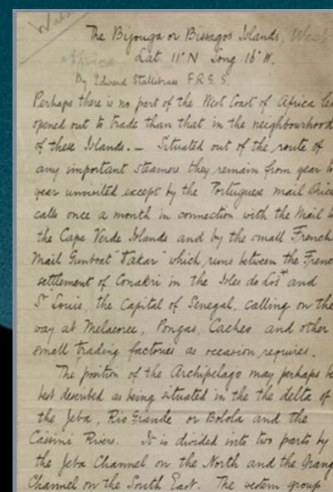 The Bijouga or Bissagos Islands, West
Africa Lat. 11° N Long 16° W.
By Edward Stallibrass F.R.G.S.
Perhaps there is no part of the West Coast of Africa les
opened out to trade than that in the neighbourhood
of these Islands. – Situated out of the route of
any important steamers they remain from year to
year unvisited except by the Portuguese mail
calls once a month in connection with the Mail to
the Cape Verde Islands and by the small French
Mail Gunboat "Dakar" which runs between the Frenc
settlement of Conakri in the Isles de Los and
St Louis, the Capital of Senegal, calling on the
way at Melacoree, Pongas, Cacheo and other
small trading factories as occasion requires.
The position of the Archipelago may perhaps be
best described as being situated in the the delta of
the Jeba, Rio Grande or Bolola and the
Cassini Rivers. It is divided into two parts by
the Jeba Channel on the North and the Orang
Channel on the South East. The western group